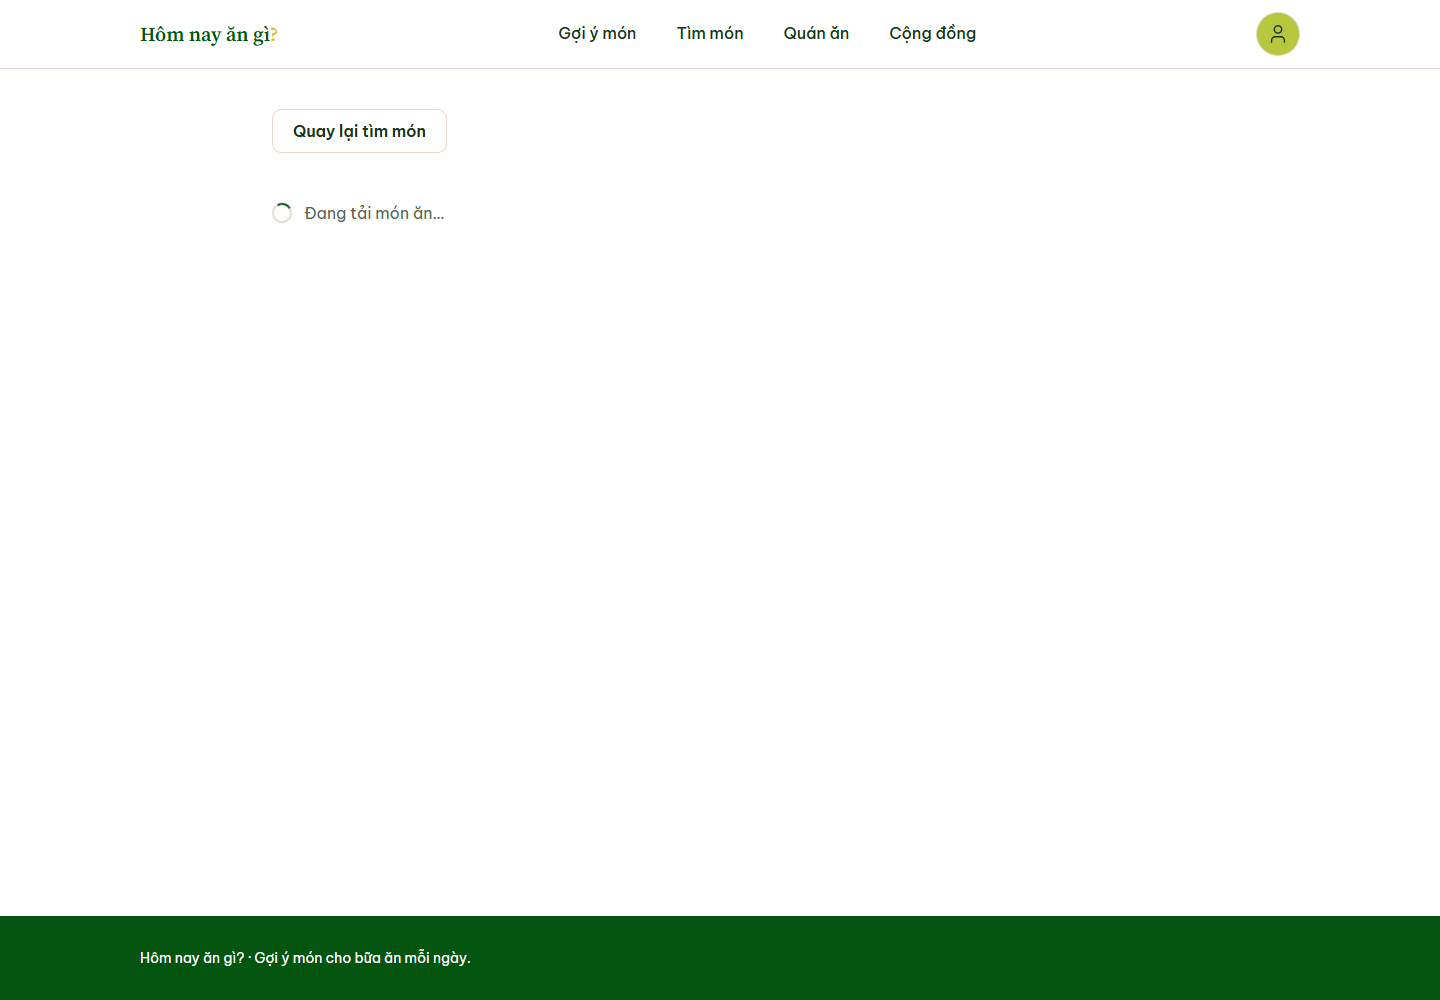 Hôm nay ăn gì?
Gợi ý món
Tìm món
Quán ăn
Cộng đồng
Quay lại tìm món
Đang tải món ăn...
Hôm nay ăn gì? · Gợi ý món cho bữa ăn mỗi ngày.